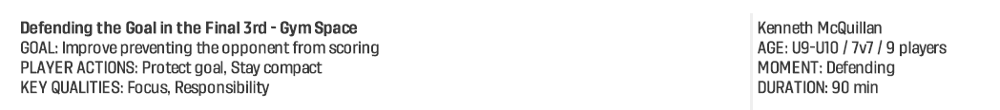 Defending the Goal in the Final 3rd - Gym Space
GOAL: Improve preventing the opponent from scoring
PLAYER ACTIONS: Protect goal, Stay compact
KEY QUALITIES: Focus, Responsibility
Kenneth McQuillan
AGE: U9-U10 / 7v7 / 9 players
MOMENT: Defending
DURATION: 90 min